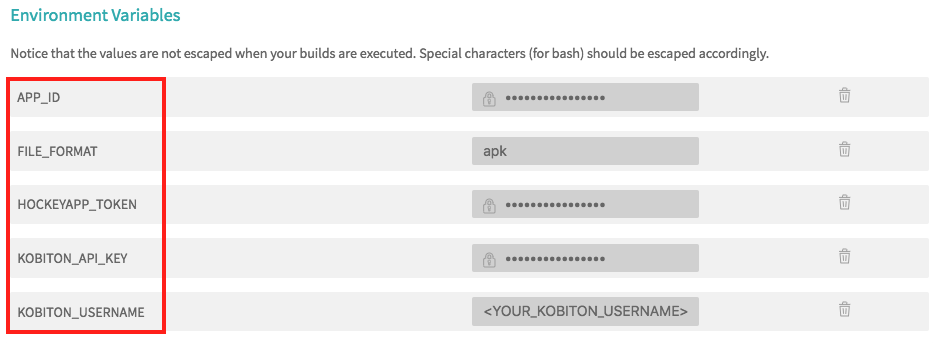 Environment Variables
Notice that the values are not escaped when your builds are executed. Special characters (for bash) should be escaped accordingly.
APP_ID ••••••••••••••••
FILE_FORMAT apk
HOCKEYAPP_TOKEN ••••••••••••••••
KOBITON_API_KEY ••••••••••••••••
KOBITON_USERNAME <YOUR_KOBITON_USERNAME>